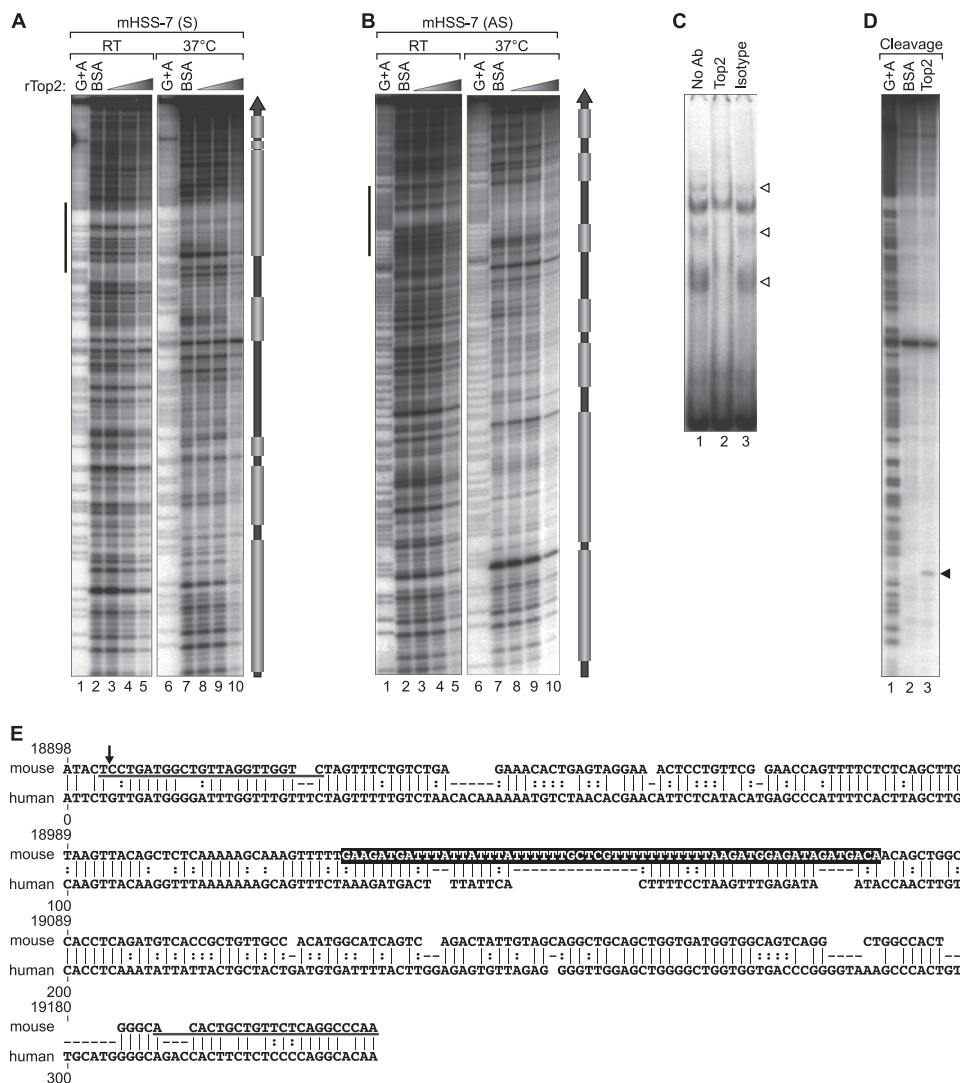 A
mHSS-7 (S)
RT
37°C
rTop2:
G+A
BSA
G+A
BSA
1 2 3 4 5
6 7 8 9 10
B
mHSS-7 (AS)
RT
37°C
G+A
BSA
G+A
BSA
1 2 3 4 5
6 7 8 9 10
C
No Ab
Top2
Isotype
1 2 3
D
Cleavage
G+A
BSA
Top2
1 2 3
E
18898
mouse ATACTCCTGATGGCTGTTAGGTTGGT CTAGTTTCTGTCTGA GAAACACTGAGTAGGAA ACTCCTGTTCG GAACCAGTTTTCTCTCAGCTTG
human ATTCTGTTGATGGGGATTTGGTTTGTTTCTAGTTTTTGTCTAACACAAAAAATGTCTAACACGAACATTCTCATACATGAGCCCATTTTCACTTAGCTTG
0
18989
mouse TAAGTTACAGCTCTCAAAAAGCAAAGTTTTTGAAGATGATTTATTATTTATTTTTTGCTCGTTTTTTTTTTTAAGATGGAGATAGATGACAACAGCTGGC
human CAAGTTACAAGGTTTAAAAAAAGCAGTTTCTAAAGATGACT TTATTCA CTTTTCCTAAGTTTGAGATA ATACCAACTTGT
100
19089
mouse CACCTCAGATGTCACCGCTGTTGCC ACATGGCATCAGTC AGACTATTGTAGCAGGCTGCAGCTGGTGATGGTGGCAGTCAGG CTGGCCACT
human CACCTCAAATATTATTACTGCTACTGATGTGATTTTACTTGGAGAGTGTTAGAG GGGTTGGAGCTGGGGCTGGTGGTGACCCGGGGTAAAGCCCACTGT
200
19180
mouse GGGCA CACTGCTGTTCTCAGGCCCAA
human TGCATGGGGCAGACCACTTCTCTCCCCAGGCACAA
300